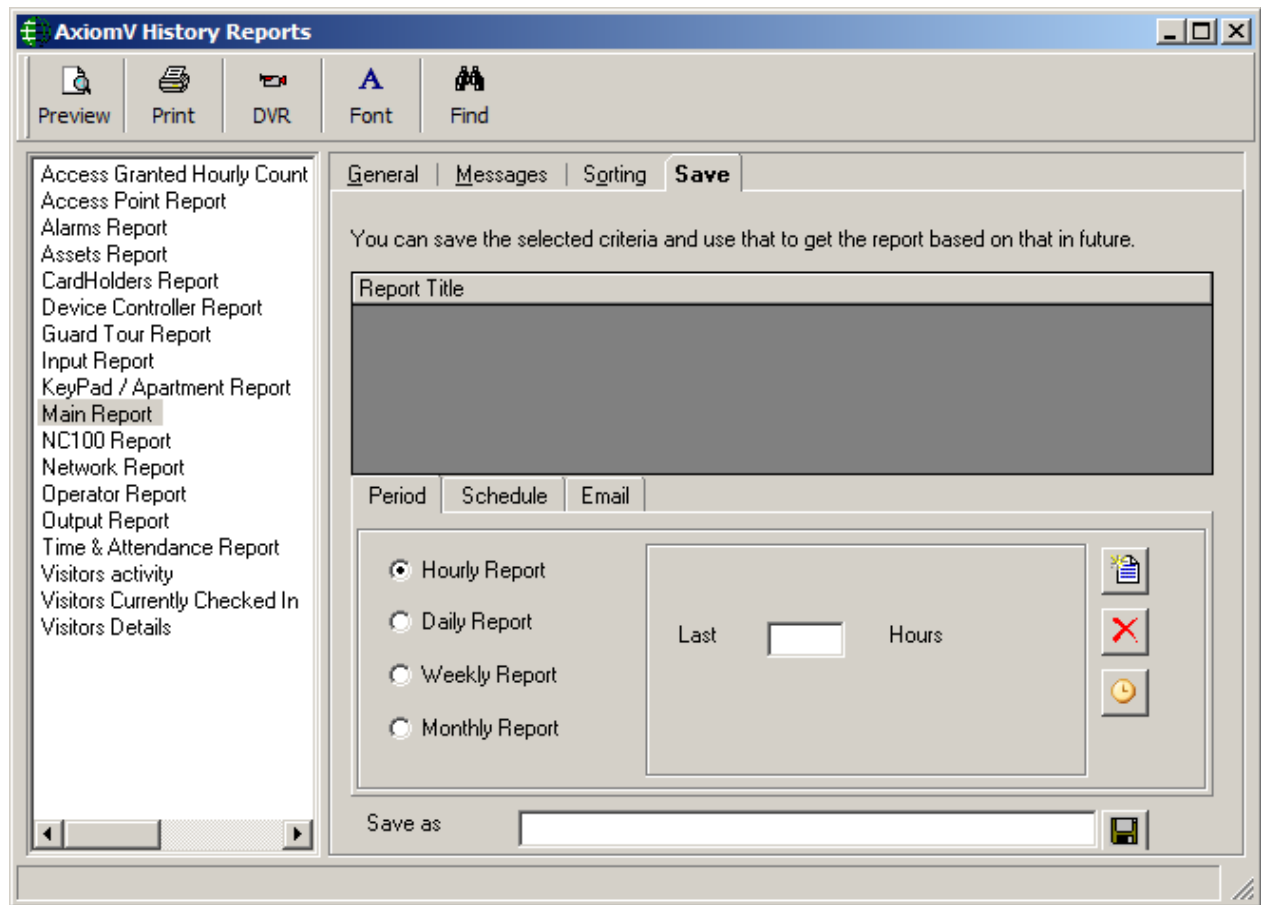 AxiomV History Reports
Preview Print DVR Font Find
Access Granted Hourly Count
Access Point Report
Alarms Report
Assets Report
CardHolders Report
Device Controller Report
Guard Tour Report
Input Report
KeyPad / Apartment Report
Main Report
NC100 Report
Network Report
Operator Report
Output Report
Time & Attendance Report
Visitors activity
Visitors Currently Checked In
Visitors Details
General Messages Sorting Save
You can save the selected criteria and use that to get the report based on that in future.
Report Title
Period Schedule Email
Hourly Report
Daily Report
Weekly Report
Monthly Report
Last Hours
Save as